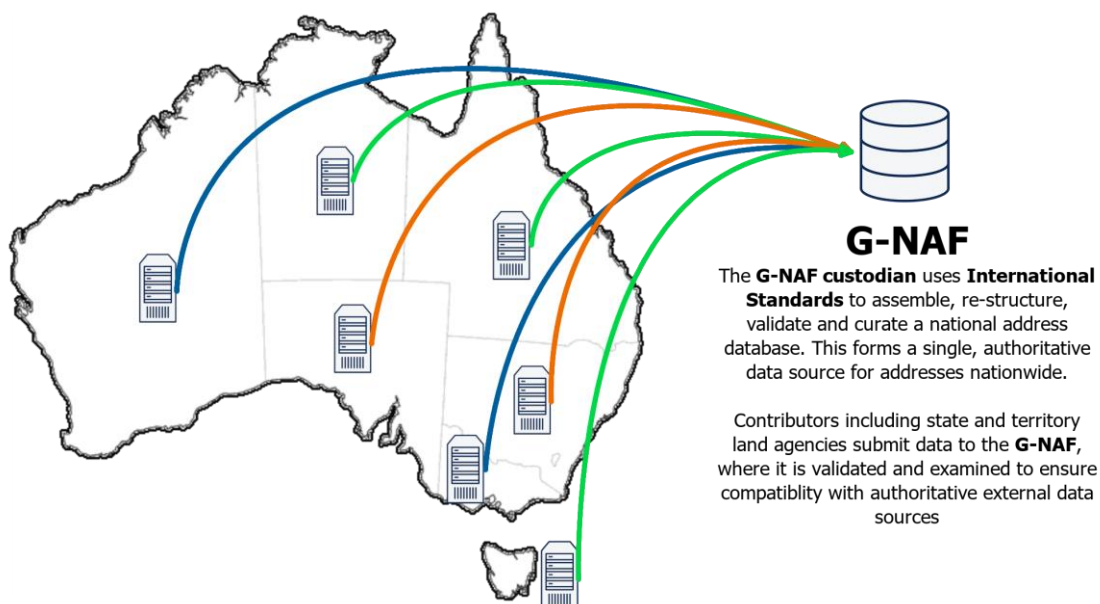 G-NAF
The G-NAF custodian uses International
Standards to assemble, re-structure,
validate and curate a national address
database. This forms a single, authoritative
data source for addresses nationwide.
Contributors including state and territory
land agencies submit data to the G-NAF,
where it is validated and examined to ensure
compatiblity with authoritative external data
sources